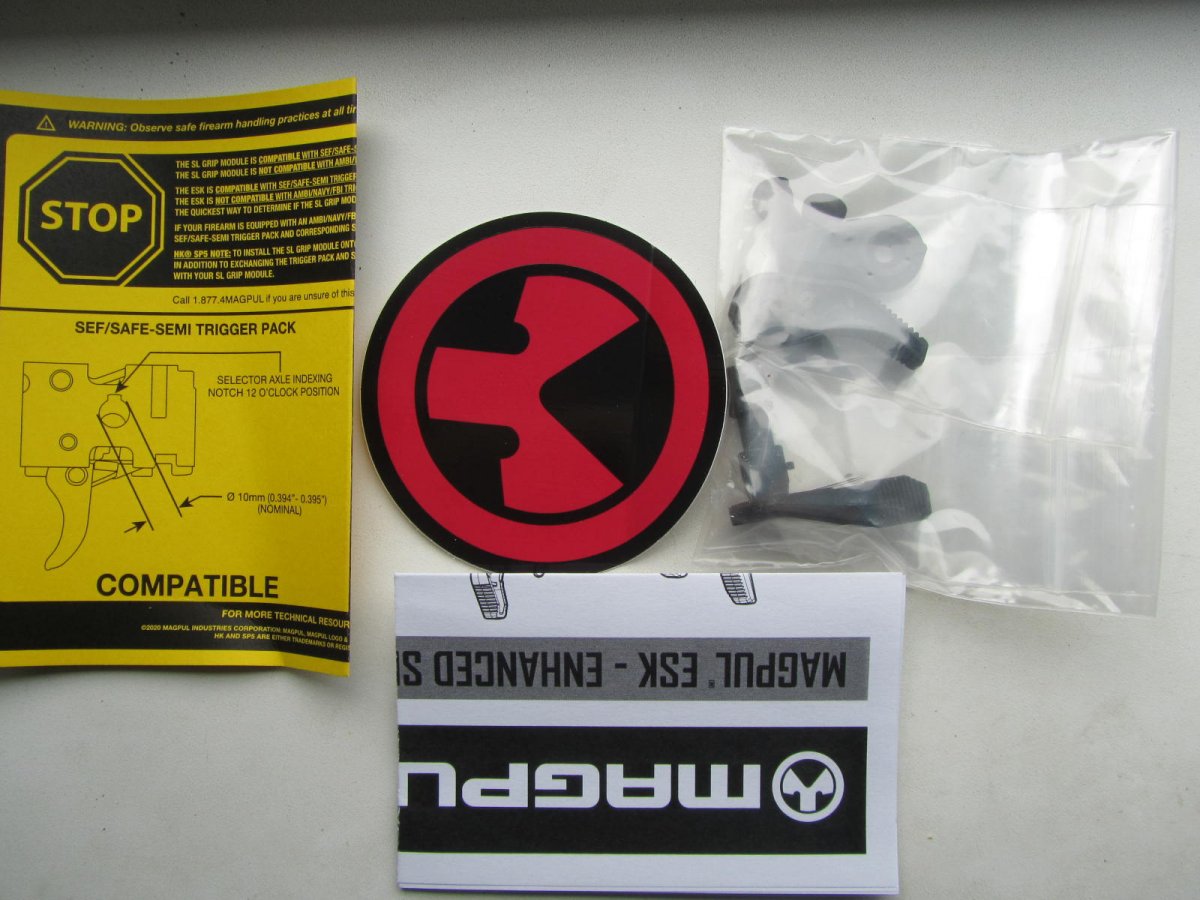 WARNING: Observe safe firearm handling practices at all
STOP
THE SL GRIP MODULE IS COMPATIBLE WITH SEF/SAFE-S
THE SL GRIP MODULE IS NOT COMPATIBLE WITH AMBI/
THE ESK IS COMPATIBLE WITH SEF/SAFE-SEMI TRIGGER
THE ESK IS NOT COMPATIBLE WITH AMBI/NAVY/FBI TRI
THE QUICKEST WAY TO DETERMINE IF THE SL GRIP MOD
IF YOUR FIREARM IS EQUIPPED WITH AN AMBI/NAVY/FB
SEF/SAFE-SEMI TRIGGER PACK AND CORRESPONDING S
HK® SP5 NOTE: TO INSTALL THE SL GRIP MODULE ONT
IN ADDITION TO EXCHANGING THE TRIGGER PACK AND S
WITH YOUR SL GRIP MODULE.
Call 1.877.4MAGPUL if you are unsure of this
SEF/SAFE-SEMI TRIGGER PACK
SELECTOR AXLE INDEXING
NOTCH 12 O'CLOCK POSITION
Ø 10mm (0.394"- 0.395")
(NOMINAL)
COMPATIBLE
FOR MORE TECHNICAL RESOUR
©2020 MAGPUL INDUSTRIES CORPORATION: MAGPUL, MAGPUL LOGO &
HK AND SP5 ARE EITHER TRADEMARKS OR REGIS
MAGPU
MAGPUL® ESK - ENHANCED SE